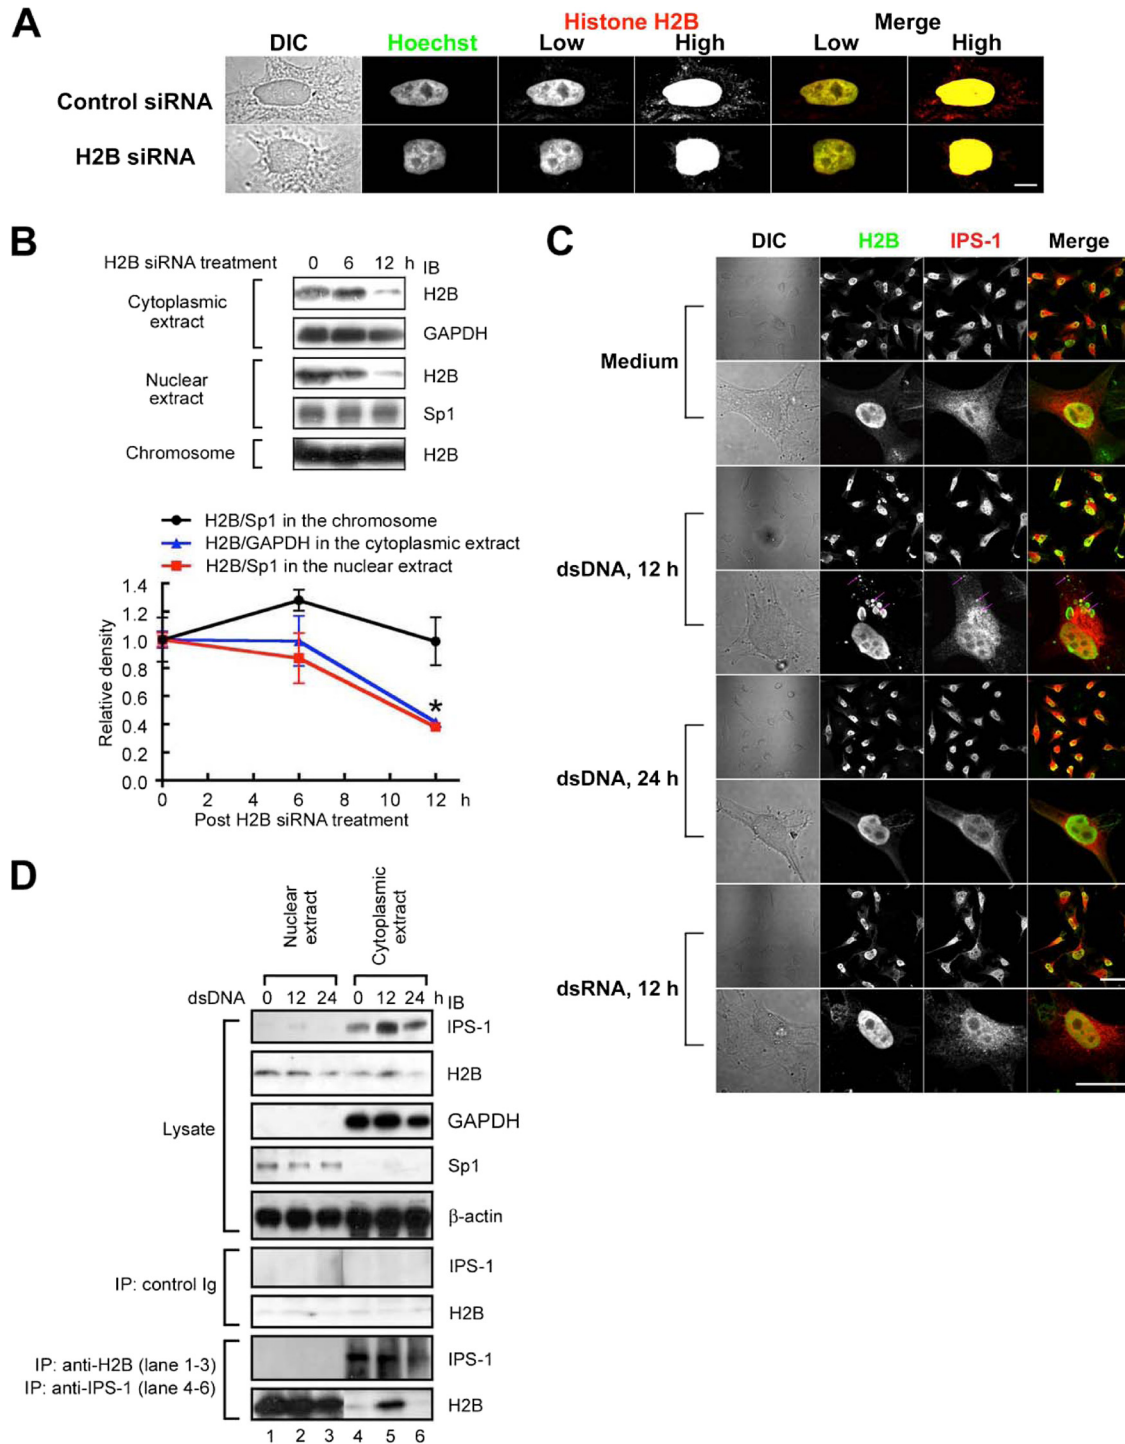 A
Histone H2B
Merge
DIC
Hoechst
Low
High
Low
High
Control siRNA
H2B siRNA
B
H2B siRNA treatment
0 6 12 h IB
Cytoplasmic
extract
H2B
GAPDH
Nuclear
extract
H2B
Sp1
Chromosome
H2B
H2B/Sp1 in the chromosome
H2B/GAPDH in the cytoplasmic extract
H2B/Sp1 in the nuclear extract
Relative density
1.4
1.2
1.0
0.8
0.6
0.4
0.2
0.0
*
0 2 4 6 8 10 12 h
Post H2B siRNA treatment
C
DIC H2B IPS-1 Merge
Medium
dsDNA, 12 h
dsDNA, 24 h
dsRNA, 12 h
D
Nuclear
extract
Cytoplasmic
extract
dsDNA 0 12 24 0 12 24 h IB
Lysate
IPS-1
H2B
GAPDH
Sp1
β-actin
IP: control Ig
IPS-1
H2B
IP: anti-H2B (lane 1-3)
IP: anti-IPS-1 (lane 4-6)
IPS-1
H2B
1 2 3 4 5 6